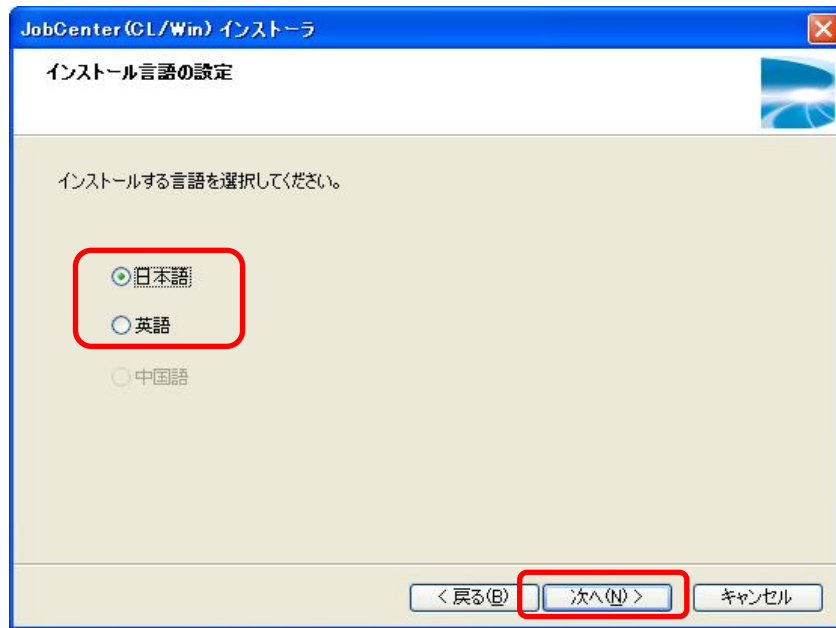 JobCenter(CL/Win) インストーラ
インストール言語の設定
インストールする言語を選択してください。
日本語
英語
中国語
< 戻る(B)
次へ(N) >
キャンセル